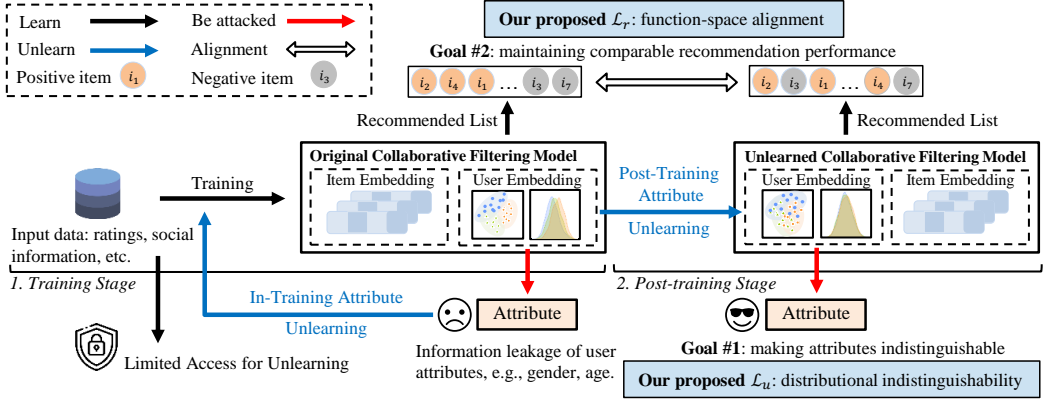 Learn
Be attacked
Unlearn
Alignment
Positive item i₁
Negative item i₃
Our proposed ℒᵣ: function-space alignment
Goal #2: maintaining comparable recommendation performance
i₂ i₄ i₁ ... i₃ i₇
i₂ i₃ i₁ ... i₄ i₇
Recommended List
Recommended List
Original Collaborative Filtering Model
Item Embedding
User Embedding
Unlearned Collaborative Filtering Model
User Embedding
Item Embedding
Training
Post-Training
Attribute
Unlearning
Input data: ratings, social
information, etc.
1. Training Stage
2. Post-training Stage
In-Training Attribute
Unlearning
Attribute
Attribute
Limited Access for Unlearning
Information leakage of user
attributes, e.g., gender, age.
Goal #1: making attributes indistinguishable
Our proposed ℒᵤ: distributional indistinguishability